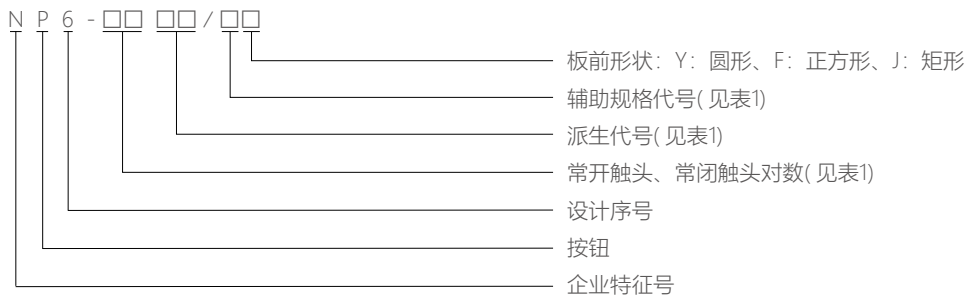 N P 6 - □□ □□ / □□
板前形状：Y：圆形、F：正方形、J：矩形
辅助规格代号( 见表1)
派生代号( 见表1)
常开触头、常闭触头对数( 见表1)
设计序号
按钮
企业特征号